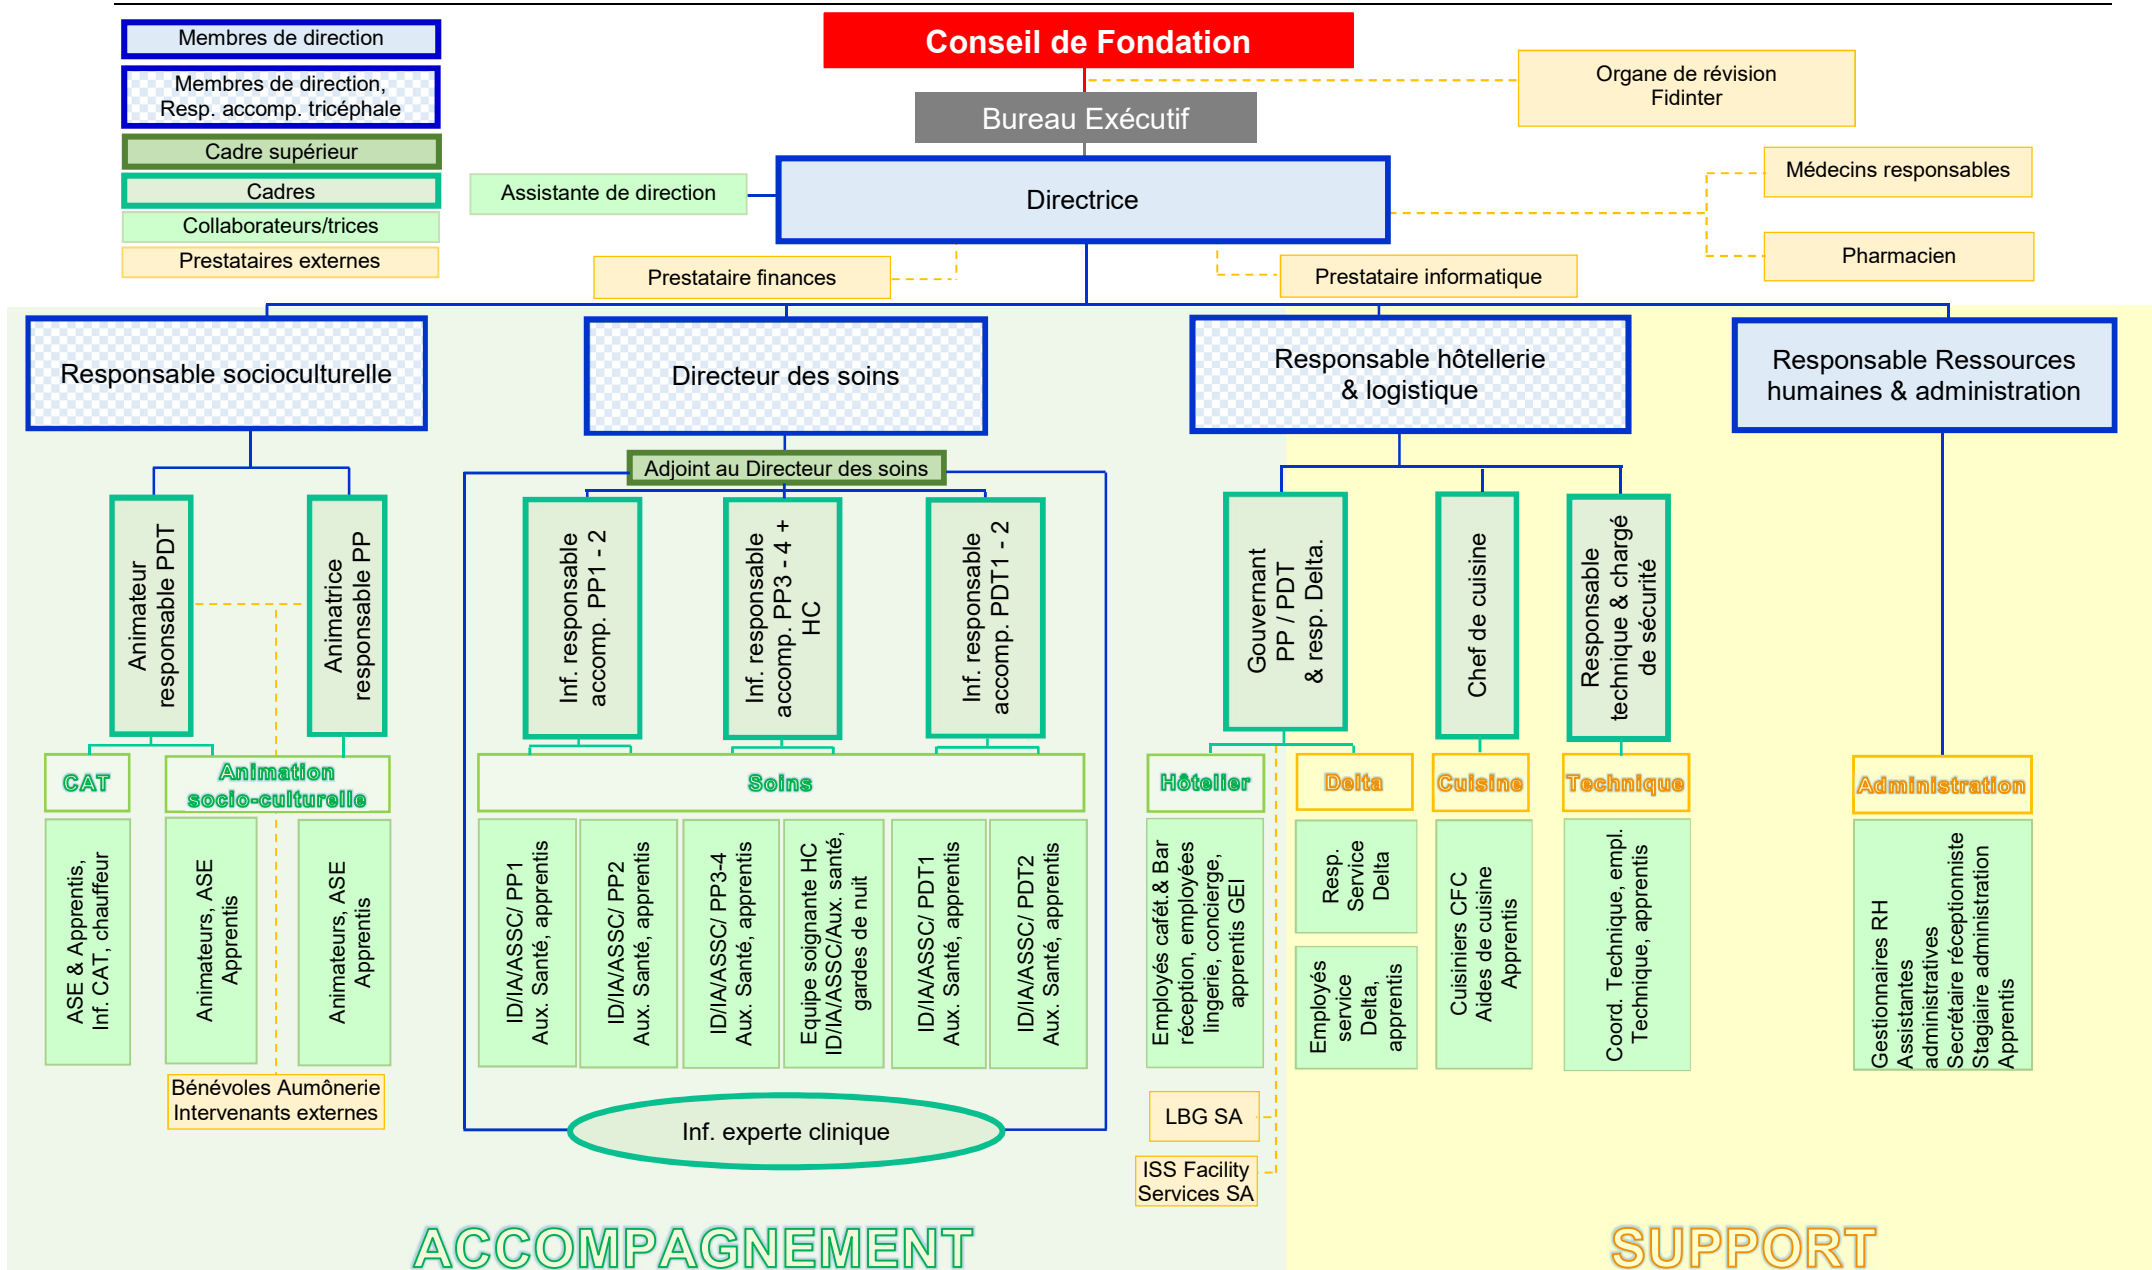 Membres de direction
Membres de direction,
Resp. accomp. tricéphale
Cadre supérieur
Cadres
Collaborateurs/trices
Prestataires externes
Conseil de Fondation
Bureau Exécutif
Organe de révision
Fidinter
Assistante de direction
Directrice
Médecins responsables
Pharmacien
Prestataire finances
Prestataire informatique
Responsable socioculturelle
Directeur des soins
Responsable hôtellerie
& logistique
Responsable Ressources
humaines & administration
Adjoint au Directeur des soins
Animateur
responsable PDT
Animatrice
responsable PP
Inf. responsable
accomp. PP1 - 2
Inf. responsable
accomp. PP3 - 4 +
HC
Inf. responsable
accomp. PDT1 - 2
Gouvernant
PP / PDT
& resp. Delta.
Chef de cuisine
Responsable
technique & chargé
de sécurité
CAT
Animation
socio-culturelle
Soins
Hôtelier
Delta
Cuisine
Technique
Administration
ASE & Apprentis,
Inf. CAT, chauffeur
Animateurs, ASE
Apprentis
Animateurs, ASE
Apprentis
ID/IA/ASSC/ PP1
Aux. Santé, apprentis
ID/IA/ASSC/ PP2
Aux. Santé, apprentis
ID/IA/ASSC/ PP3-4
Aux. Santé, apprentis
Equipe soignante HC
ID/IA/ASSC/Aux. santé,
gardes de nuit
ID/IA/ASSC/ PDT1
Aux. Santé, apprentis
ID/IA/ASSC/ PDT2
Aux. Santé, apprentis
Employés cafét.& Bar
réception, employées
lingerie, concierge,
apprentis GEI
Resp.
Service
Delta
Employés
service
Delta,
apprentis
Cuisiniers CFC
Aides de cuisine
Apprentis
Coord. Technique, empl.
Technique, apprentis
Gestionnaires RH
Assistantes
administratives
Secrétaire réceptionniste
Stagiaire administration
Apprentis
Bénévoles Aumônerie
Intervenants externes
Inf. experte clinique
LBG SA
ISS Facility
Services SA
ACCOMPAGNEMENT
SUPPORT